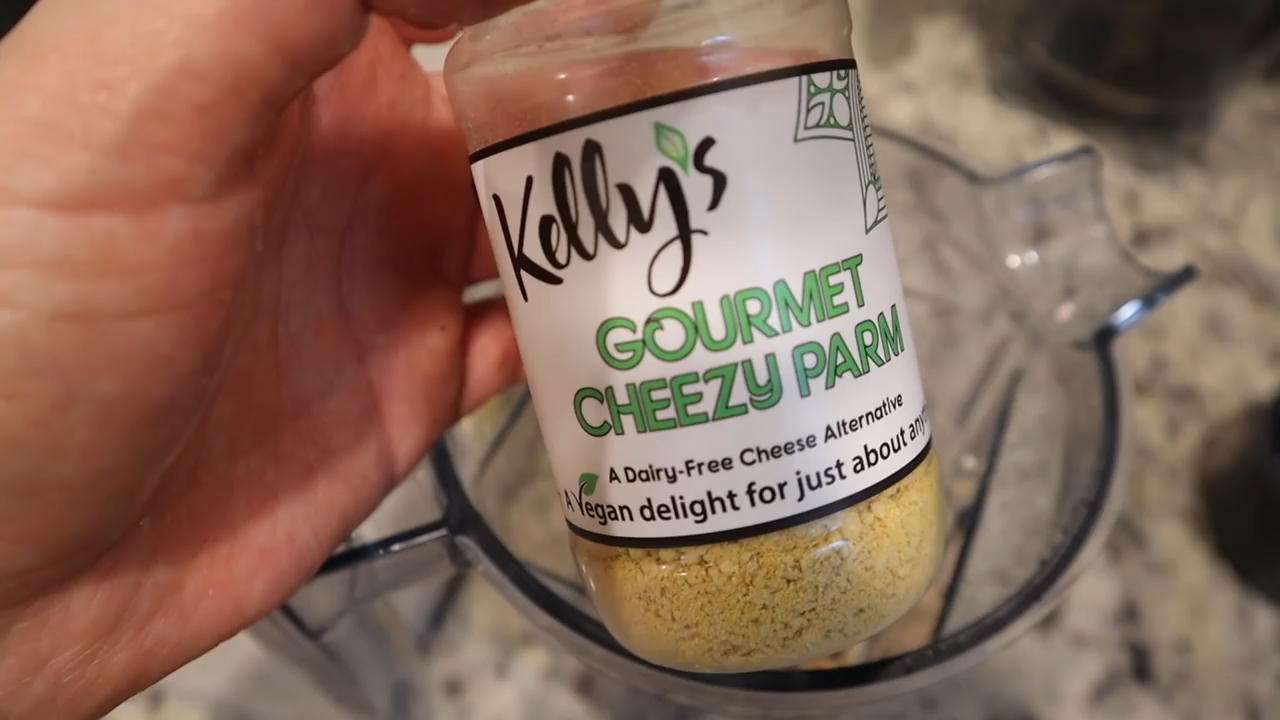 Kelly's
GOURMET
CHEEZY PARM
A Dairy-Free Cheese Alternative
A Vegan delight for just about